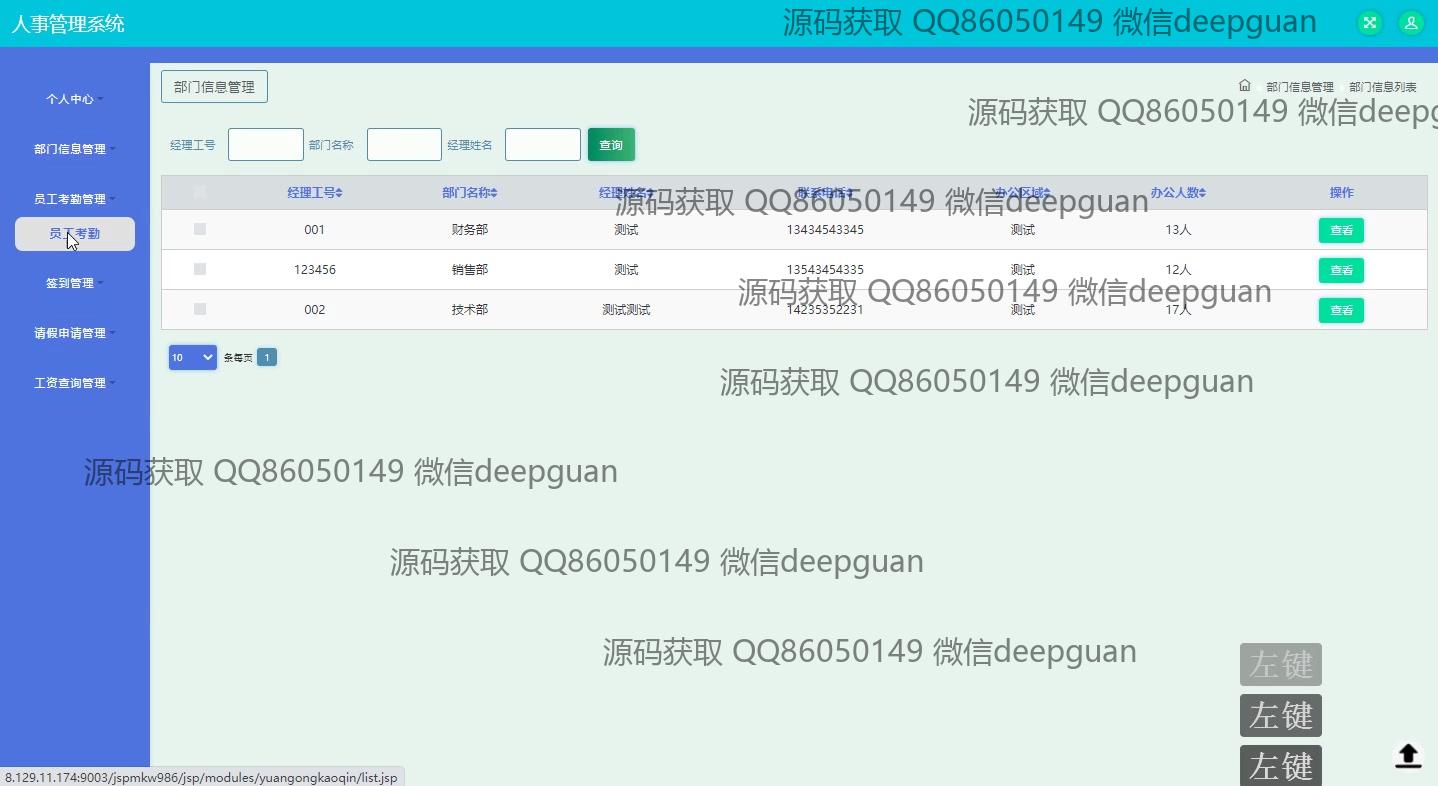 人事管理系统
源码获取 QQ86050149 微信deepguan
个人中心
部门信息管理
员工考勤管理
员工考勤
签到管理
请假申请管理
工资查询管理
部门信息管理
部门信息管理 部门信息列表
源码获取 QQ86050149 微信deepg
经理工号 部门名称 经理姓名 查询
经理工号 部门名称 经理姓名 联系电话 办公区域 办公人数 操作
源码获取 QQ86050149 微信deepguan
001 财务部 测试 13434543345 测试 13人 查看
123456 销售部 测试 13543454335 测试 12人 查看
源码获取 QQ86050149 微信deepguan
002 技术部 测试测试 14235352231 测试 17人 查看
10 条每页 1
源码获取 QQ86050149 微信deepguan
源码获取 QQ86050149 微信deepguan
源码获取 QQ86050149 微信deepguan
源码获取 QQ86050149 微信deepguan
左键
左键
左键
8.129.11.174:9003/jspmkw986/jsp/modules/yuangongkaoqin/list.jsp